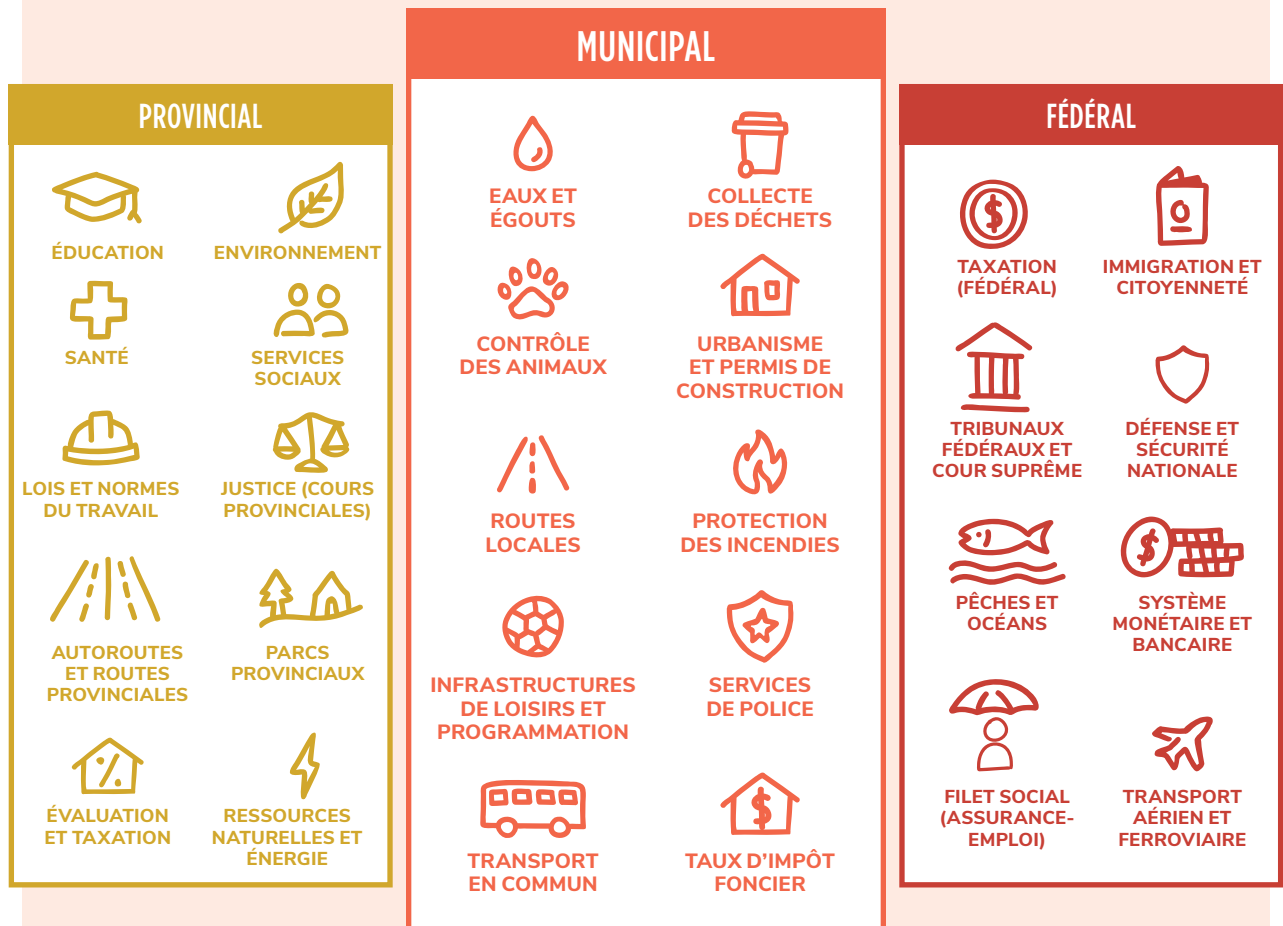 MUNICIPAL
PROVINCIAL
ÉDUCATION
ENVIRONNEMENT
SANTÉ
SERVICES
SOCIAUX
LOIS ET NORMES
DU TRAVAIL
JUSTICE (COURS
PROVINCIALES)
AUTOROUTES
ET ROUTES
PROVINCIALES
PARCS
PROVINCIAUX
ÉVALUATION
ET TAXATION
RESSOURCES
NATURELLES ET
ÉNERGIE
EAUX ET
ÉGOUTS
COLLECTE
DES DÉCHETS
CONTRÔLE
DES ANIMAUX
URBANISME
ET PERMIS DE
CONSTRUCTION
ROUTES
LOCALES
PROTECTION
DES INCENDIES
INFRASTRUCTURES
DE LOISIRS ET
PROGRAMMATION
SERVICES
DE POLICE
TRANSPORT
EN COMMUN
TAUX D'IMPÔT
FONCIER
FÉDÉRAL
TAXATION
(FÉDÉRAL)
IMMIGRATION ET
CITOYENNETÉ
TRIBUNAUX
FÉDÉRAUX ET
COUR SUPRÊME
DÉFENSE ET
SÉCURITÉ
NATIONALE
PÊCHES ET
OCÉANS
SYSTÈME
MONÉTAIRE ET
BANCAIRE
FILET SOCIAL
(ASSURANCE-
EMPLOI)
TRANSPORT
AÉRIEN ET
FERROVIAIRE